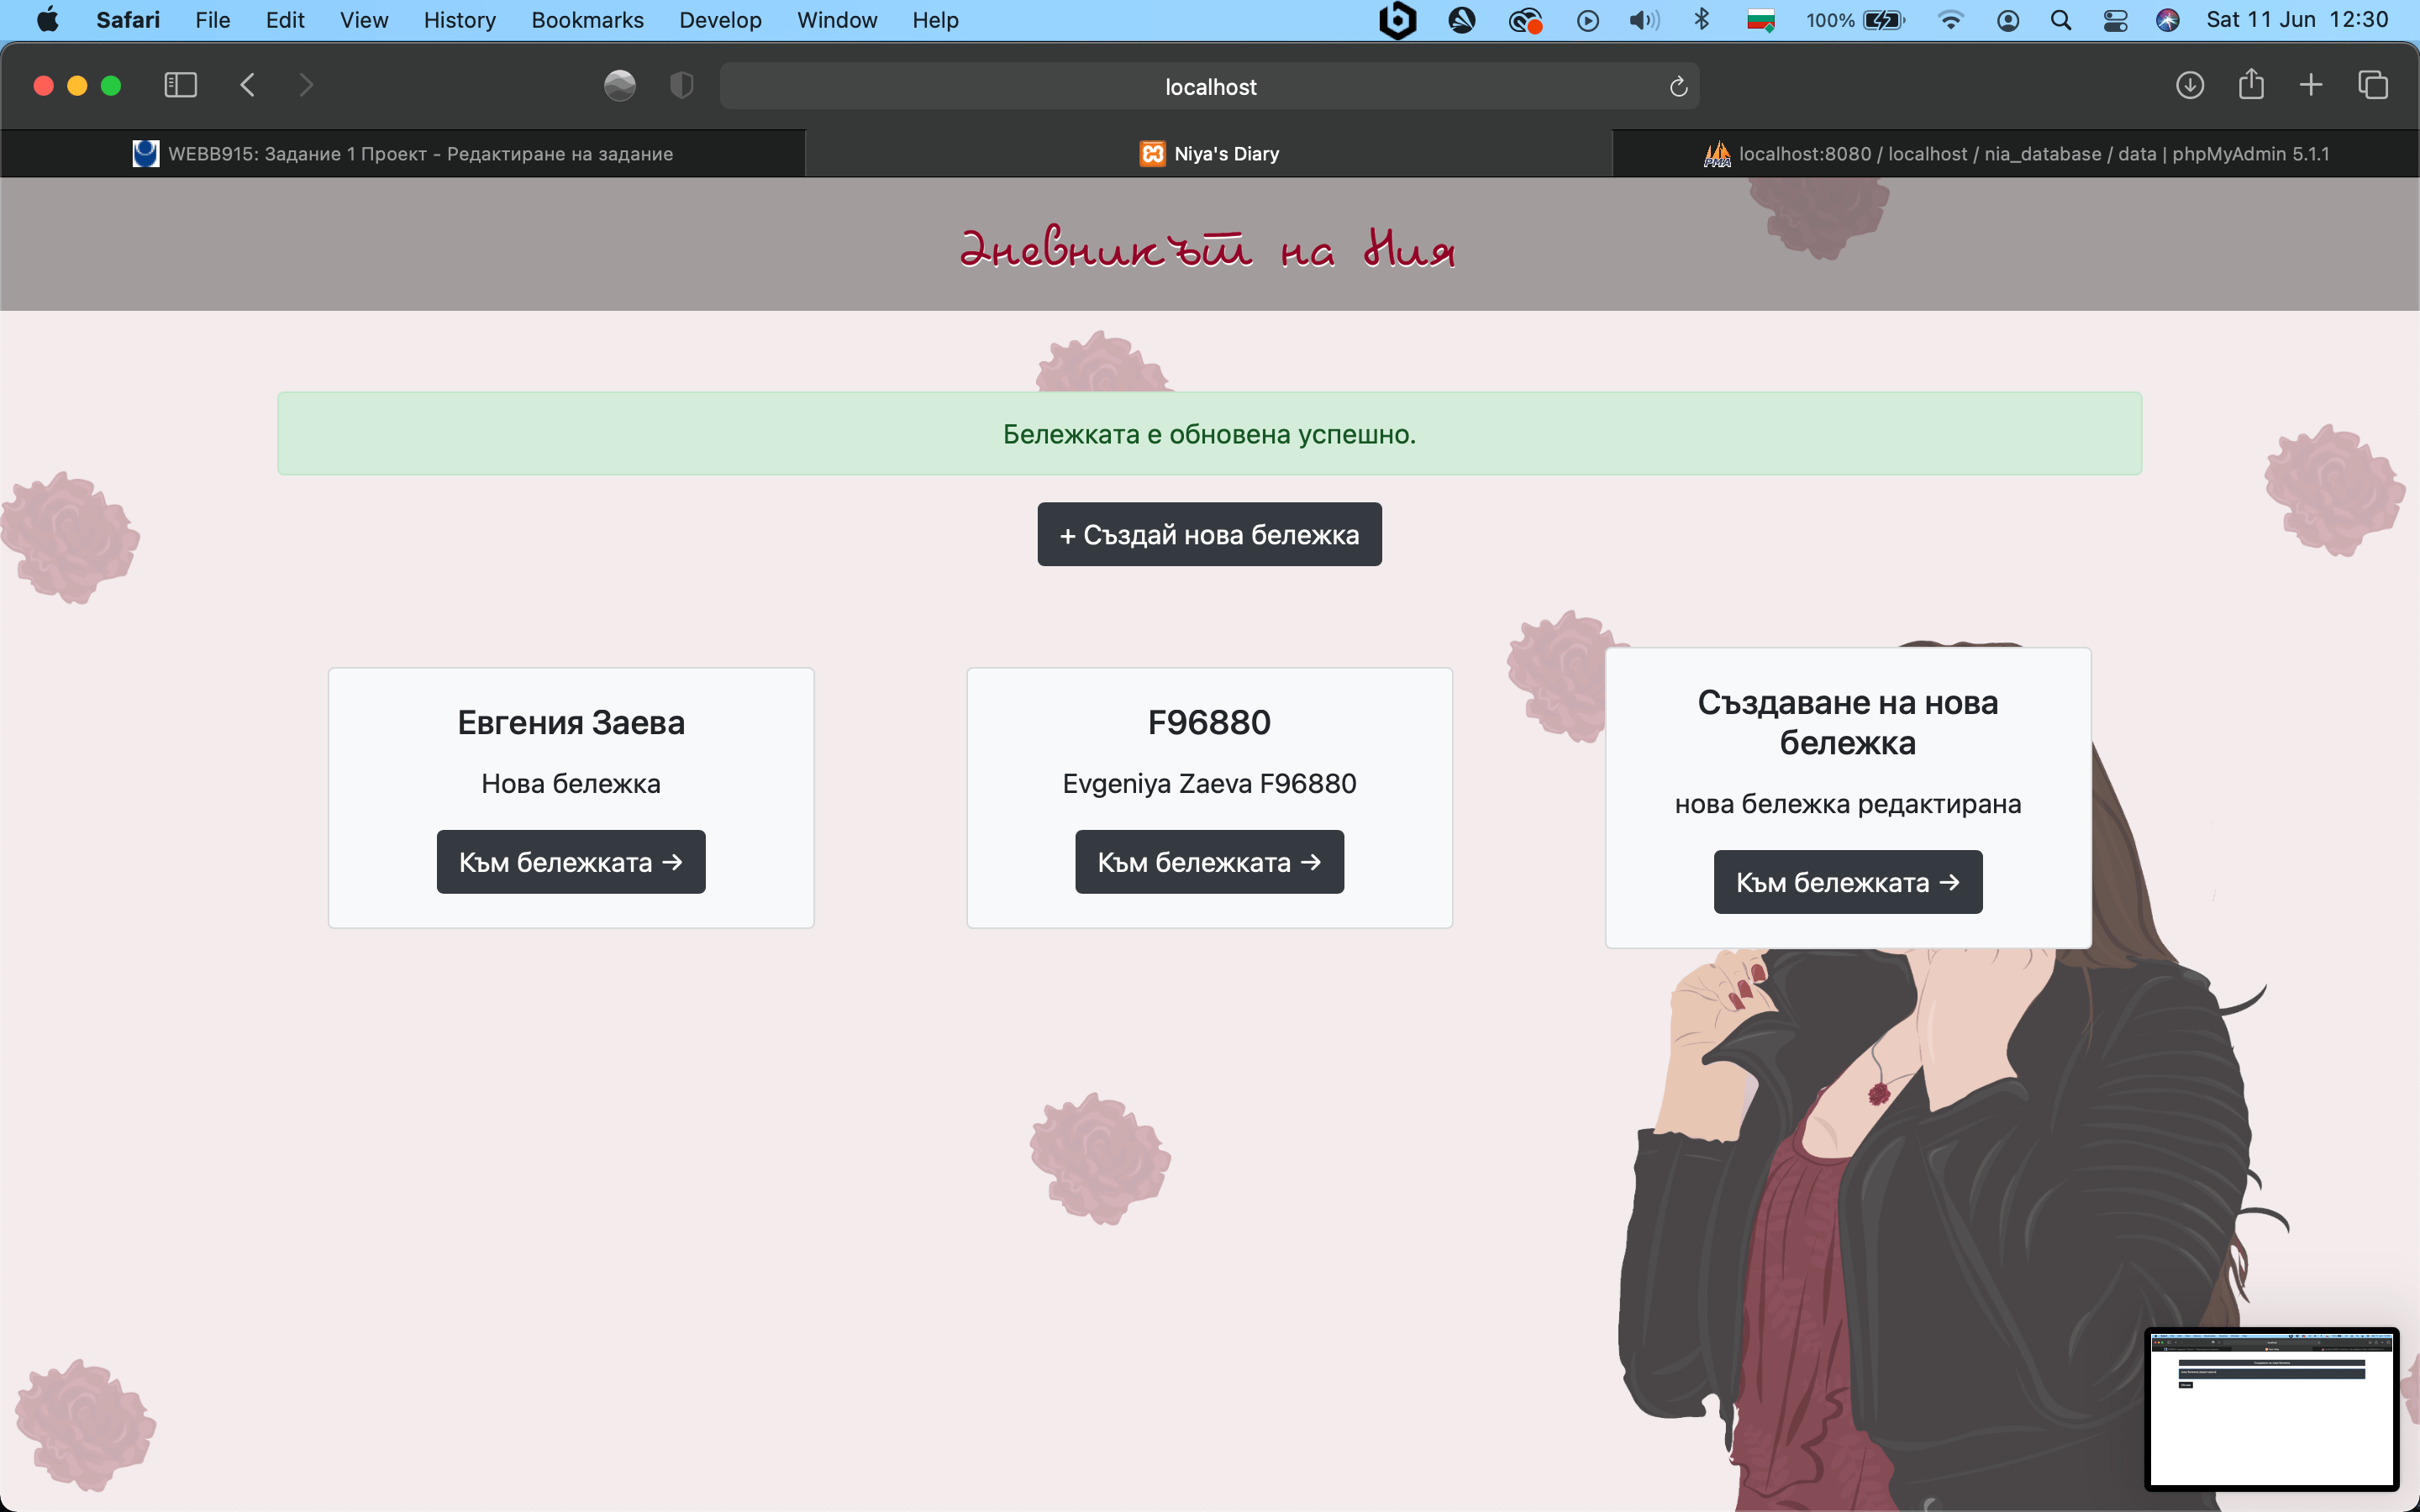 Safari File Edit View History Bookmarks Develop Window Help 100% Sat 11 Jun 12:30
localhost
WEBB915: Задание 1 Проект - Редактиране на задание
Niya's Diary
localhost:8080 / localhost / nia_database / data | phpMyAdmin 5.1.1
Дневникът на Ния
Бележката е обновена успешно.
+ Създай нова бележка
Евгения Заева
Нова бележка
Към бележката →
F96880
Evgeniya Zaeva F96880
Към бележката →
Създаване на нова
бележка
нова бележка редактирана
Към бележката →